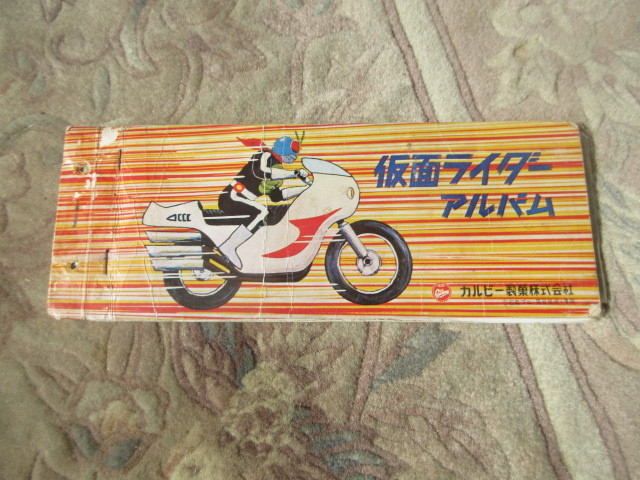 仮面ライダー
アルバム
カルビー製菓株式会社